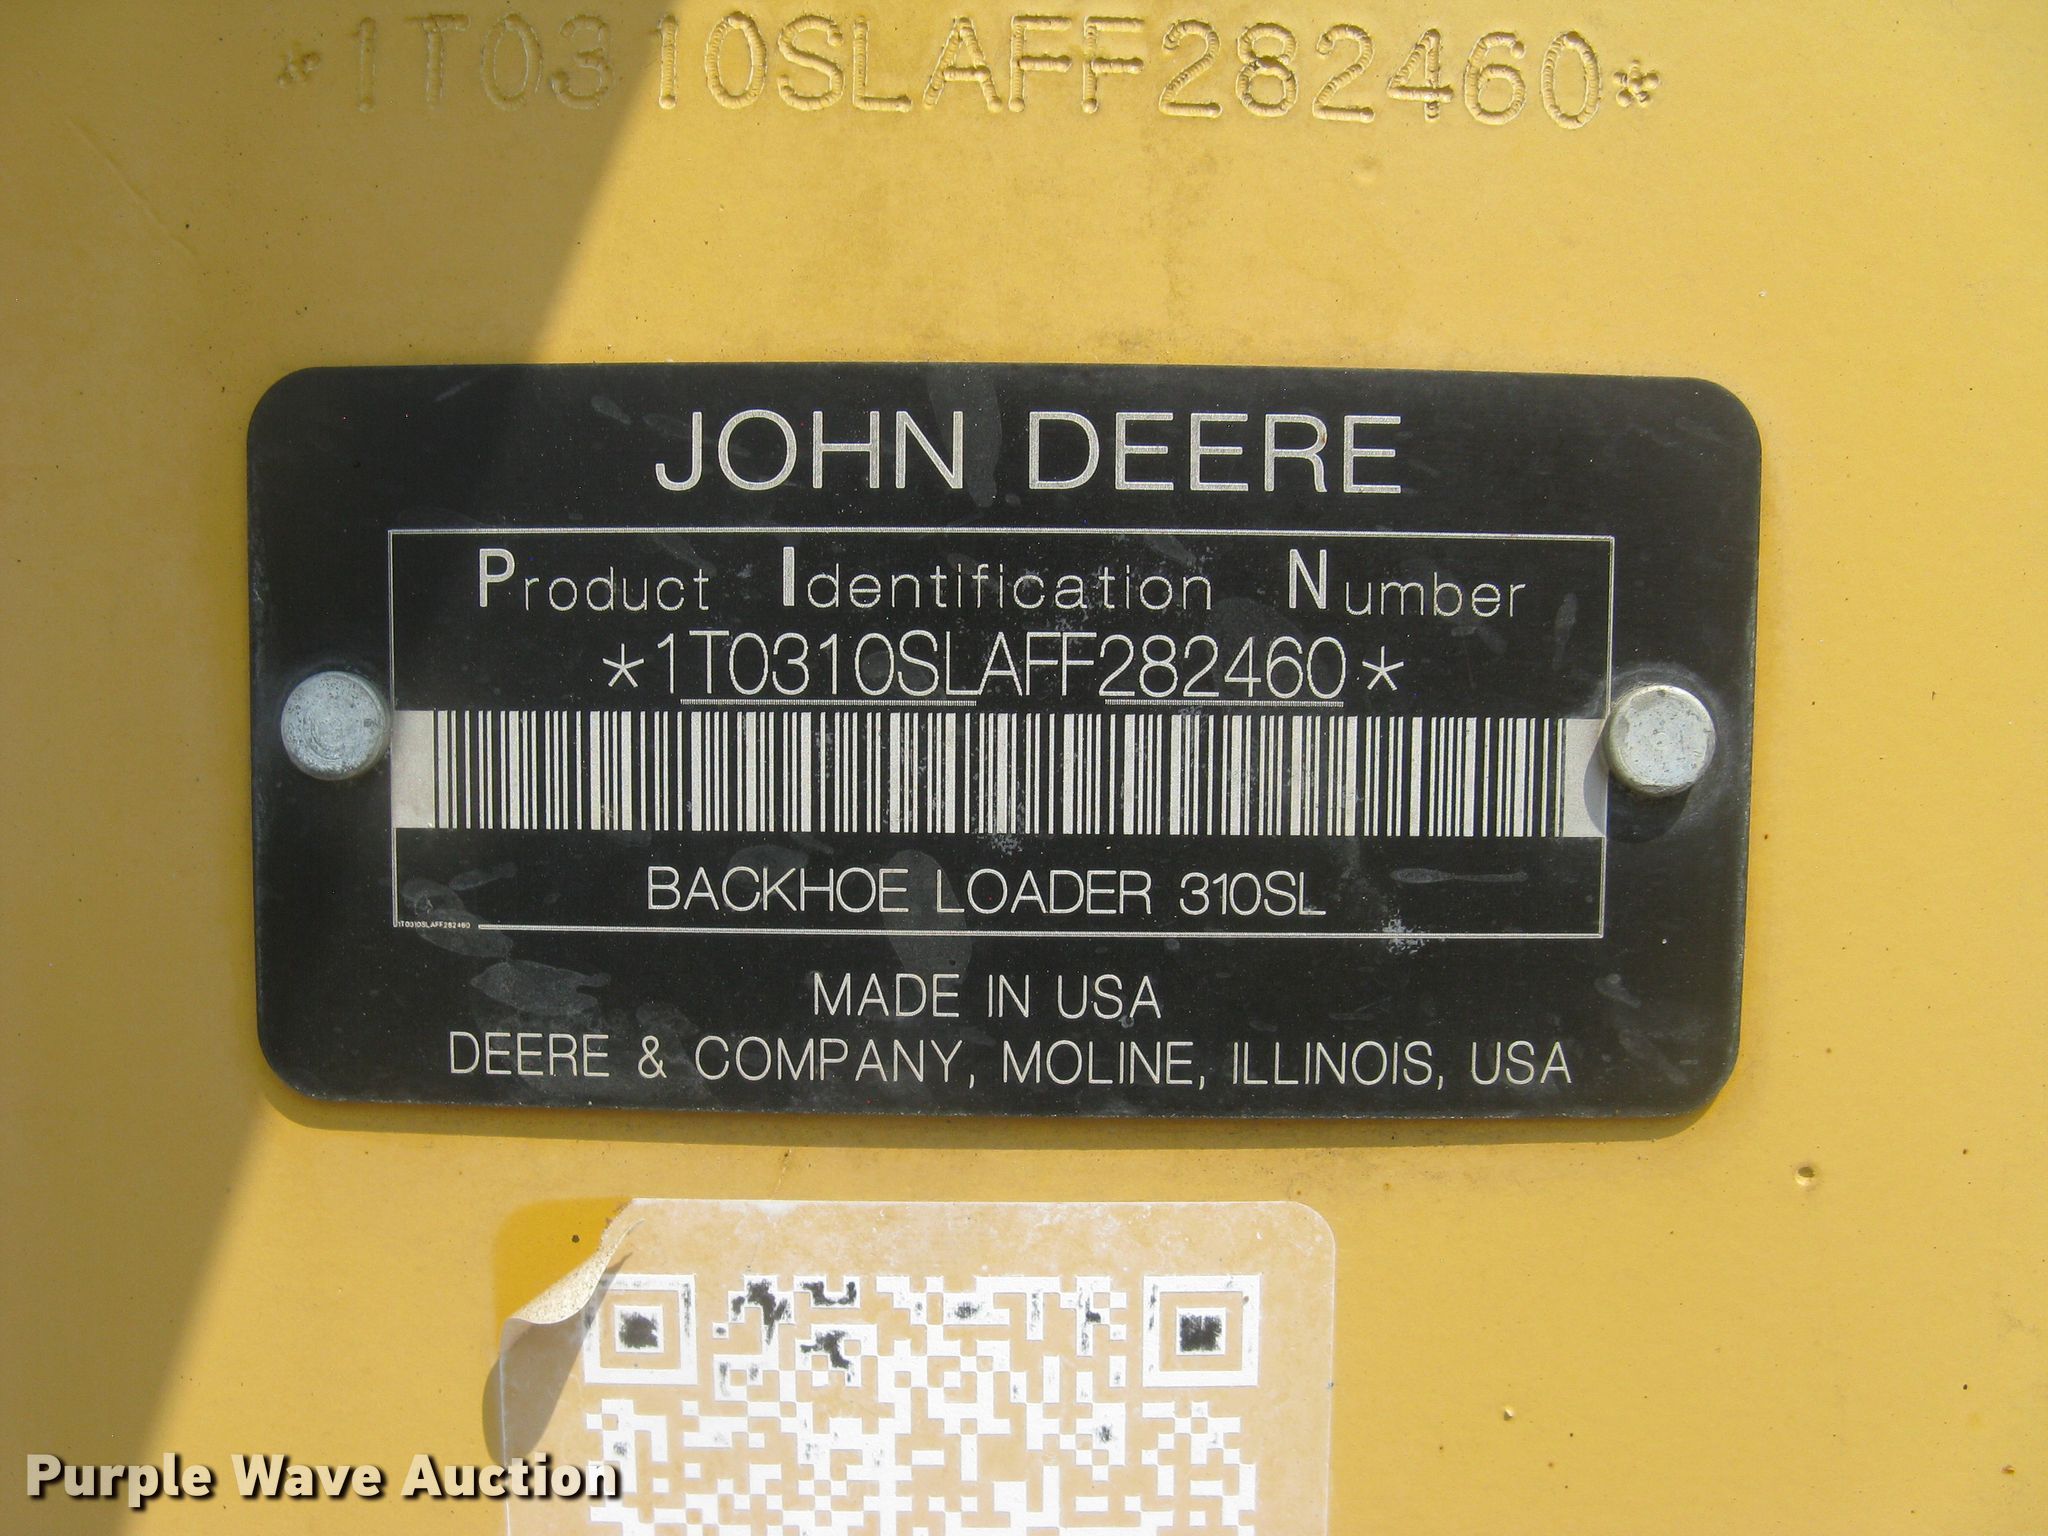 *1T0310SLAFF282460*
JOHN DEERE
Product Identification Number
*1T0310SLAFF282460*
BACKHOE LOADER 310SL
1T0310SLAFF282460
MADE IN USA
DEERE & COMPANY, MOLINE, ILLINOIS, USA
Purple Wave Auction